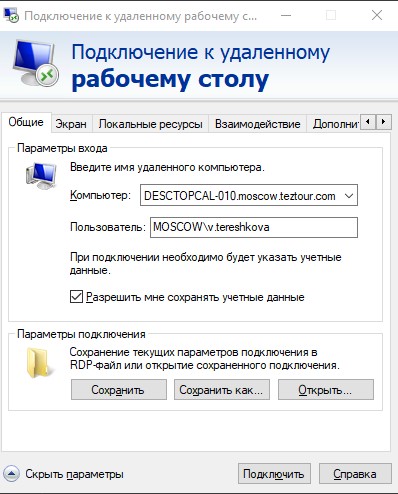 Подключение к удаленному рабочему с...
Подключение к удаленному
рабочему столу
Общие Экран Локальные ресурсы Взаимодействие Дополнит
Параметры входа
Введите имя удаленного компьютера.
Компьютер: DESCTOPCAL-010.moscow.teztour.com
Пользователь: MOSCOW\v.tereshkova
При подключении необходимо будет указать учетные
данные.
Разрешить мне сохранять учетные данные
Параметры подключения
Сохранение текущих параметров подключения в
RDP-файл или открытие сохраненного подключения.
Сохранить Сохранить как... Открыть...
Скрыть параметры Подключить Справка